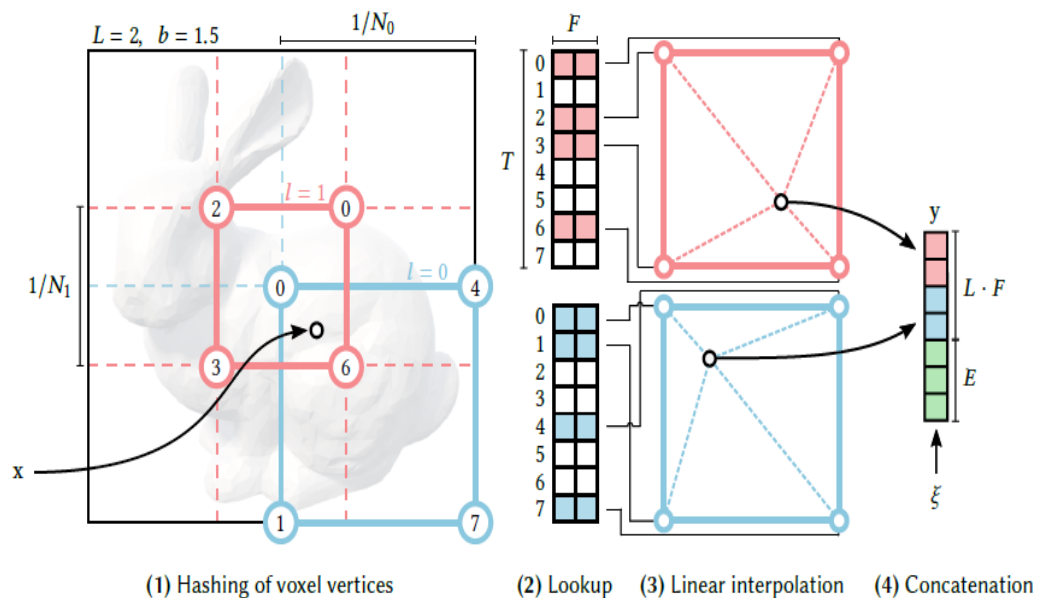 L = 2, b = 1.5
1/N₀
l = 1
2
0
1/N₁
l = 0
0
4
3
6
x
1
7
F
T
0
1
2
3
4
5
6
7
0
1
2
3
4
5
6
7
y
L · F
E
ξ
(1) Hashing of voxel vertices
(2) Lookup
(3) Linear interpolation
(4) Concatenation